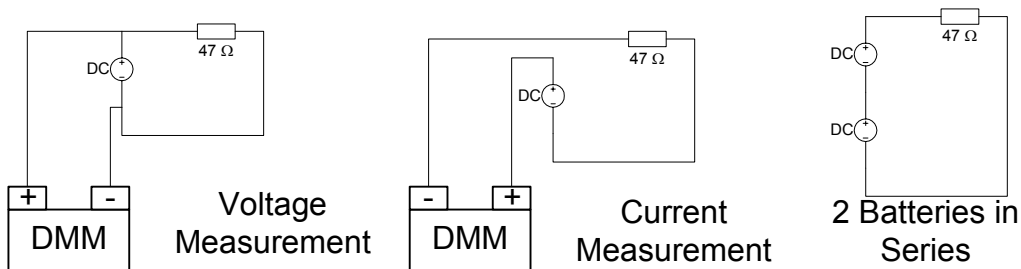 47 Ω
DC
+
-
+
-
DMM
Voltage
Measurement
47 Ω
DC
+
-
-
+
DMM
Current
Measurement
47 Ω
DC
+
-
DC
+
-
2 Batteries in
Series